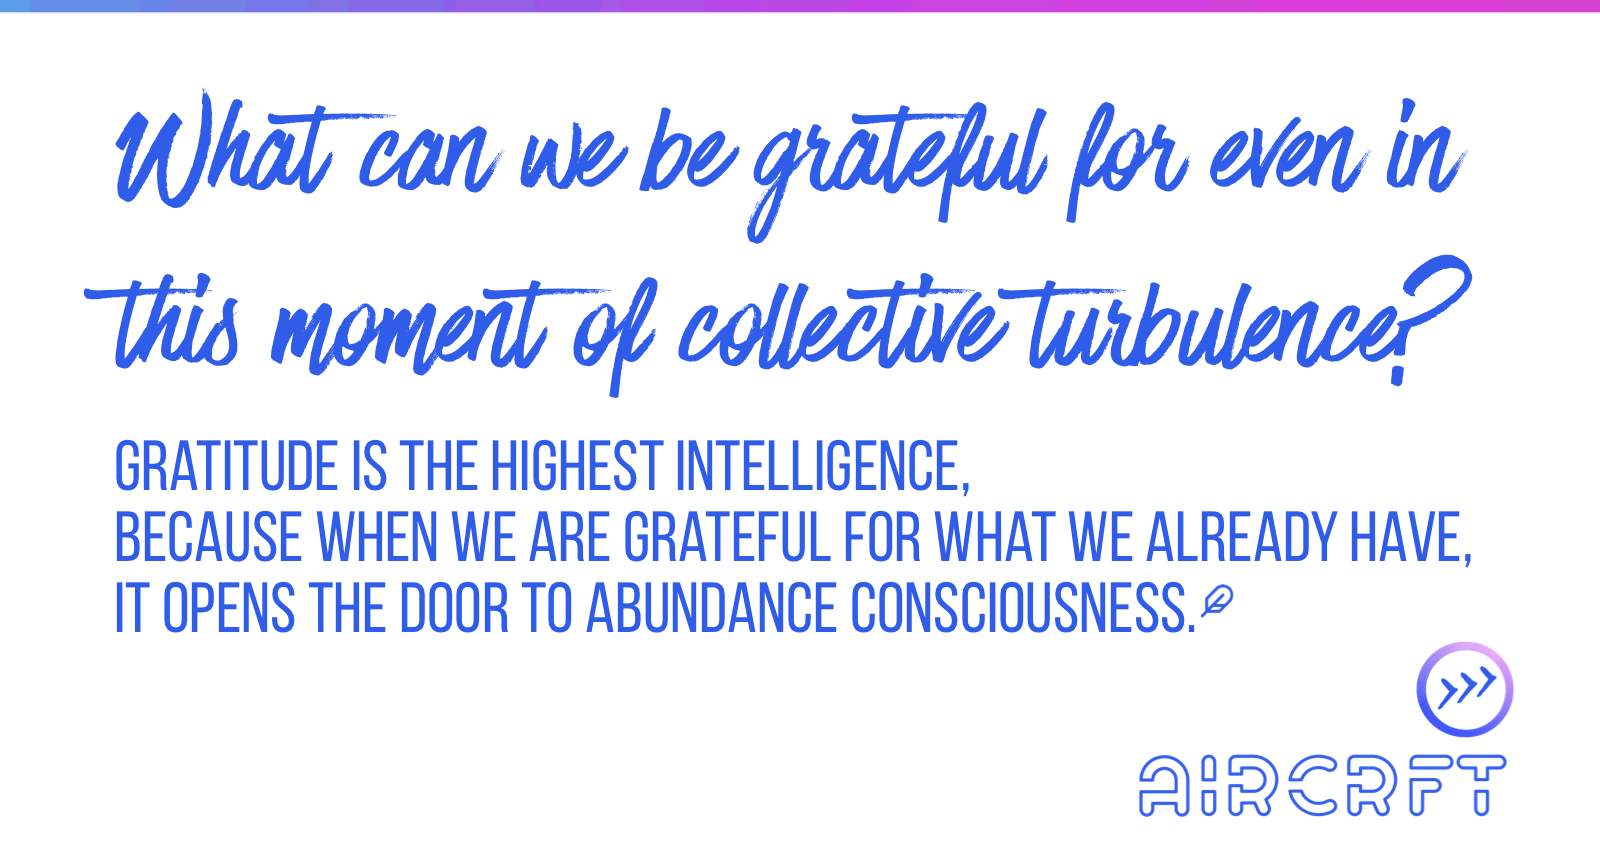 What can we be grateful for even in
this moment of collective turbulence?
GRATITUDE IS THE HIGHEST INTELLIGENCE,
BECAUSE WHEN WE ARE GRATEFUL FOR WHAT WE ALREADY HAVE,
IT OPENS THE DOOR TO ABUNDANCE CONSCIOUSNESS.
AIRCRFT